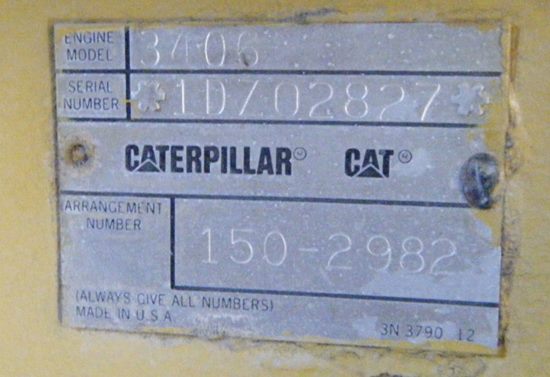 ENGINE MODEL 3406
SERIAL NUMBER *1DZ02827*
CATERPILLAR® CAT®
ARRANGEMENT NUMBER 150-2982
(ALWAYS GIVE ALL NUMBERS)
MADE IN U.S.A. 3N 3790 12